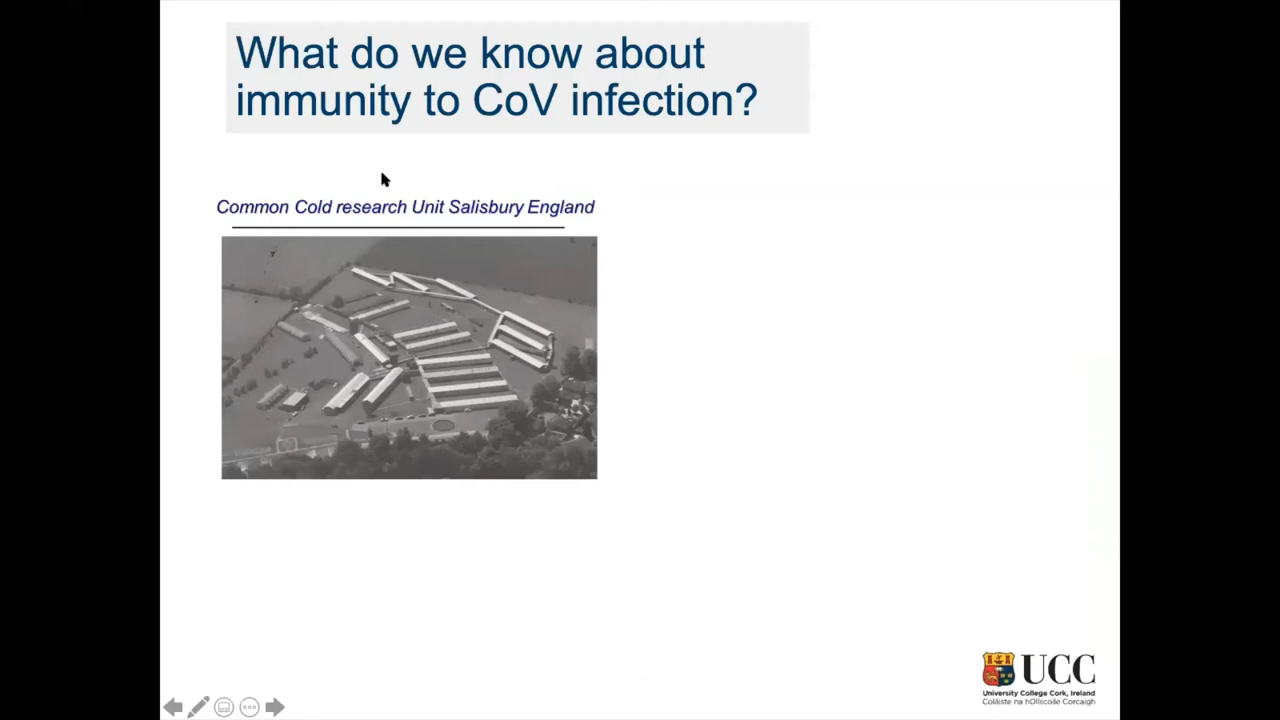 What do we know about
immunity to CoV infection?
Common Cold research Unit Salisbury England
UCC
University College Cork, Ireland
Coláiste na hOllscoile Corcaigh